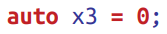 auto x3 = 0;